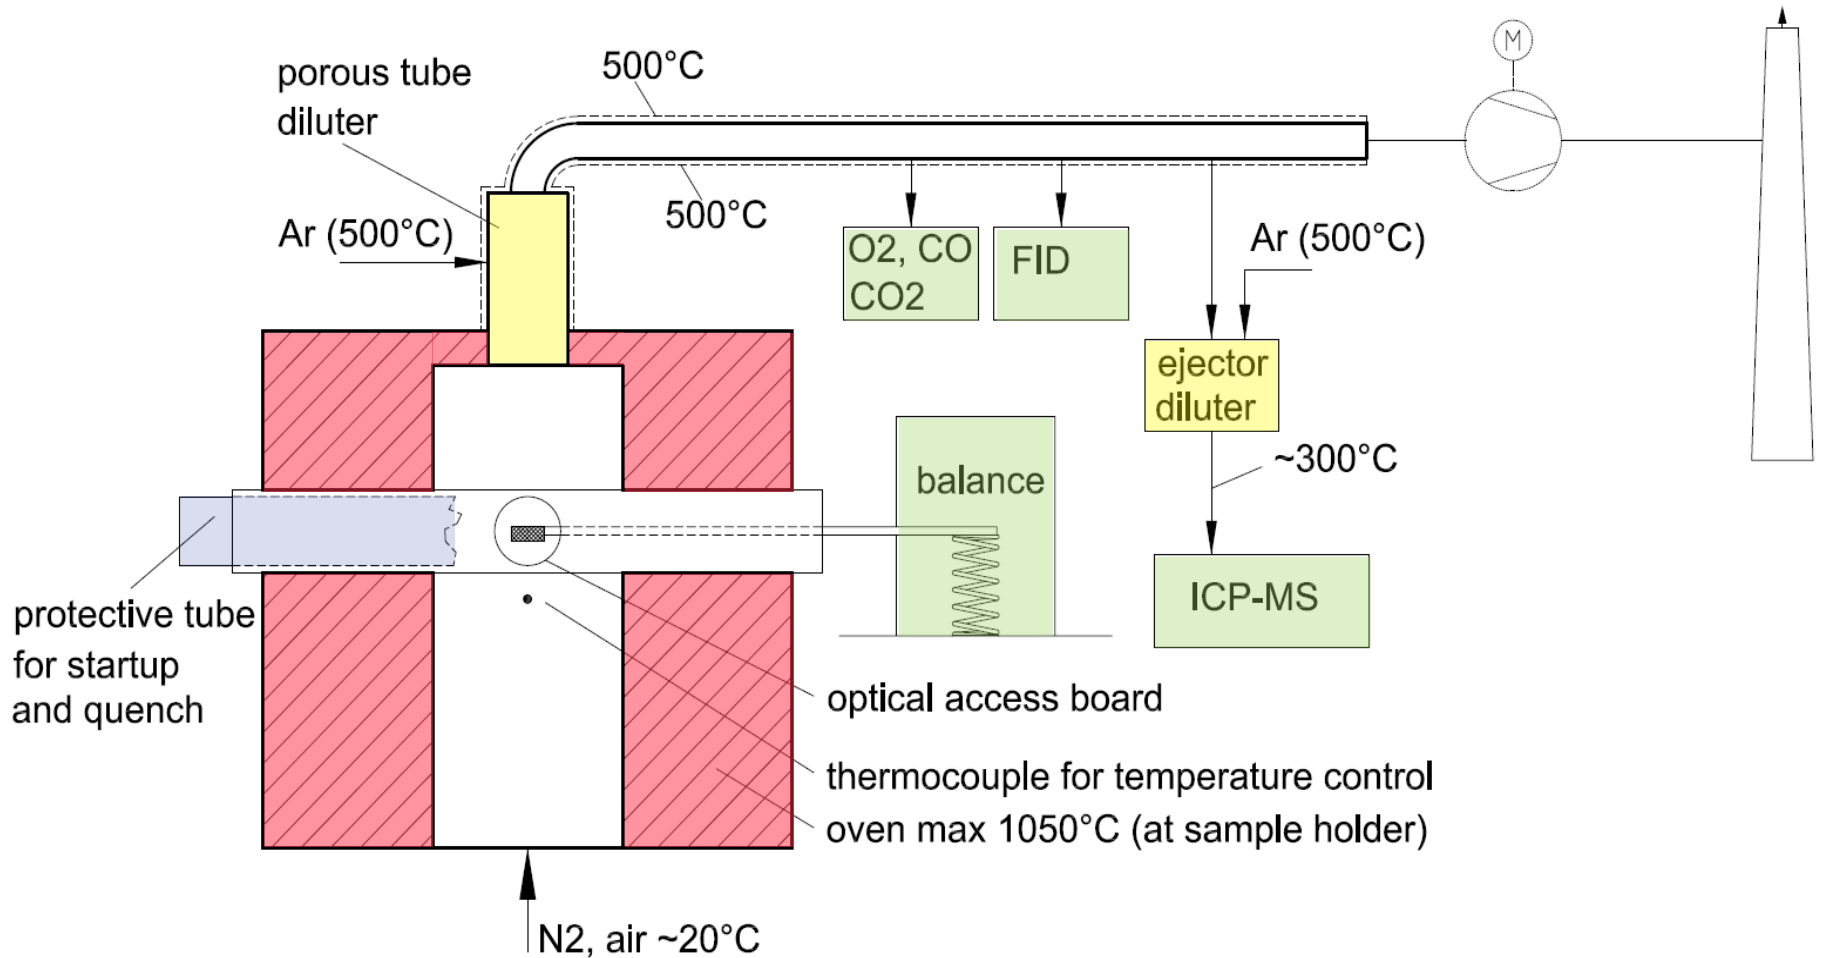 porous tube
diluter
500°C
M
500°C
Ar (500°C)
O2, CO
CO2
FID
Ar (500°C)
ejector
diluter
~300°C
balance
ICP-MS
protective tube
for startup
and quench
optical access board
thermocouple for temperature control
oven max 1050°C (at sample holder)
N2, air ~20°C